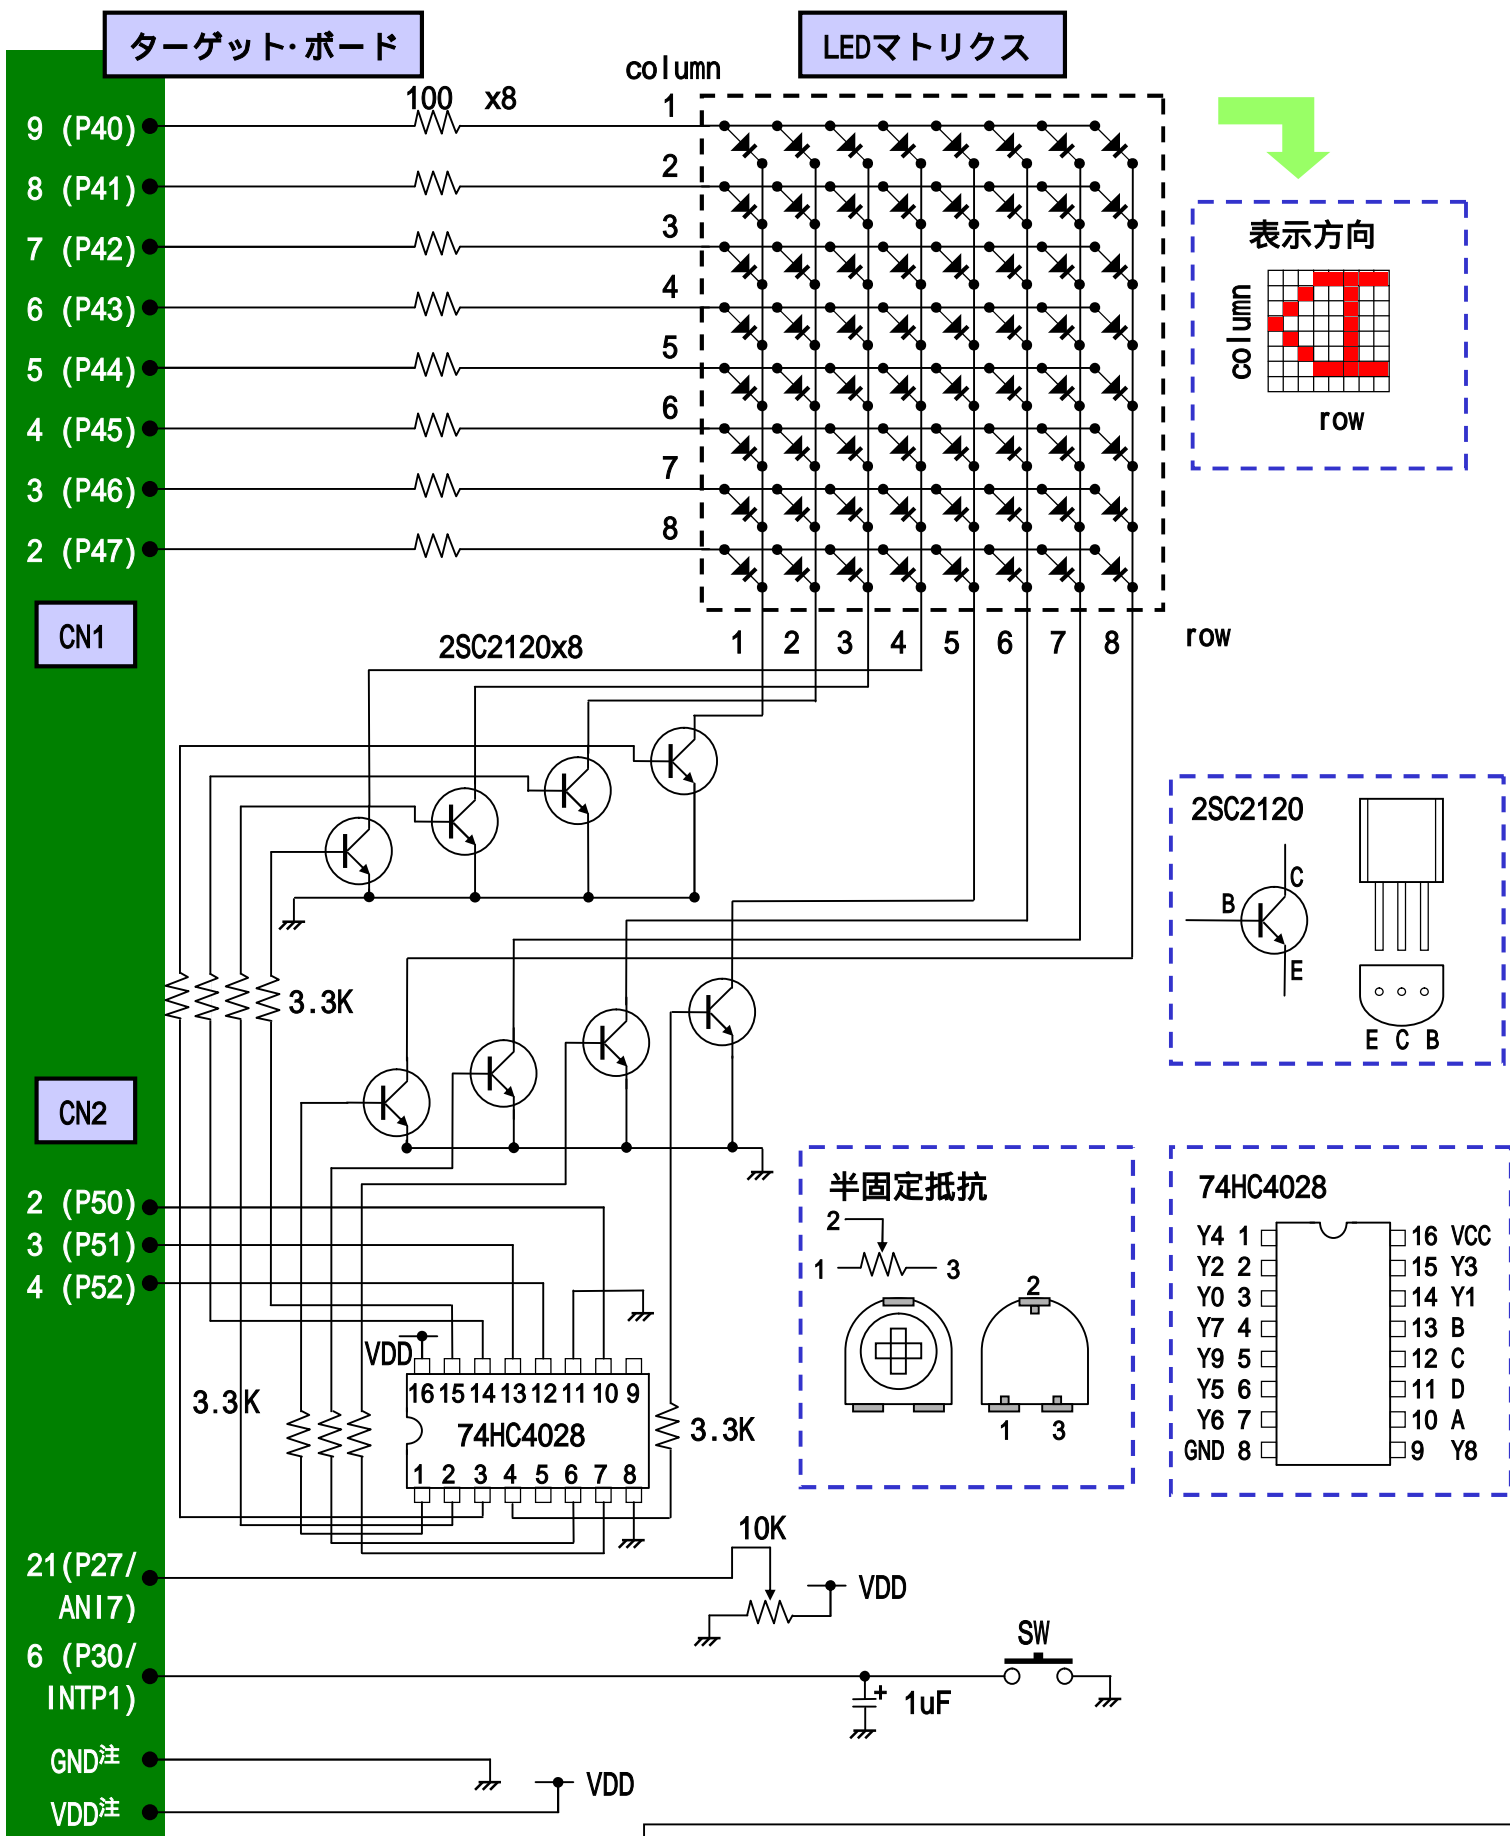 ターゲット・ボード
LEDマトリクス
column
100 x8
9 (P40)
8 (P41)
7 (P42)
6 (P43)
5 (P44)
4 (P45)
3 (P46)
2 (P47)
1
2
3
4
5
6
7
8
1 2 3 4 5 6 7 8
row
表示方向
column
row
CN1
2SC2120x8
3.3K
2SC2120
C
B
E
E C B
CN2
2 (P50)
3 (P51)
4 (P52)
VDD
16 15 14 13 12 11 10 9
74HC4028
1 2 3 4 5 6 7 8
3.3K
3.3K
半固定抵抗
2
1
3
2
1 3
74HC4028
Y4 1
Y2 2
Y0 3
Y7 4
Y9 5
Y5 6
Y6 7
GND 8
16 VCC
15 Y3
14 Y1
13 B
12 C
11 D
10 A
9 Y8
21(P27/
ANI7)
10K
VDD
6 (P30/
INTP1)
SW
+
1uF
GND注
VDD注
VDD